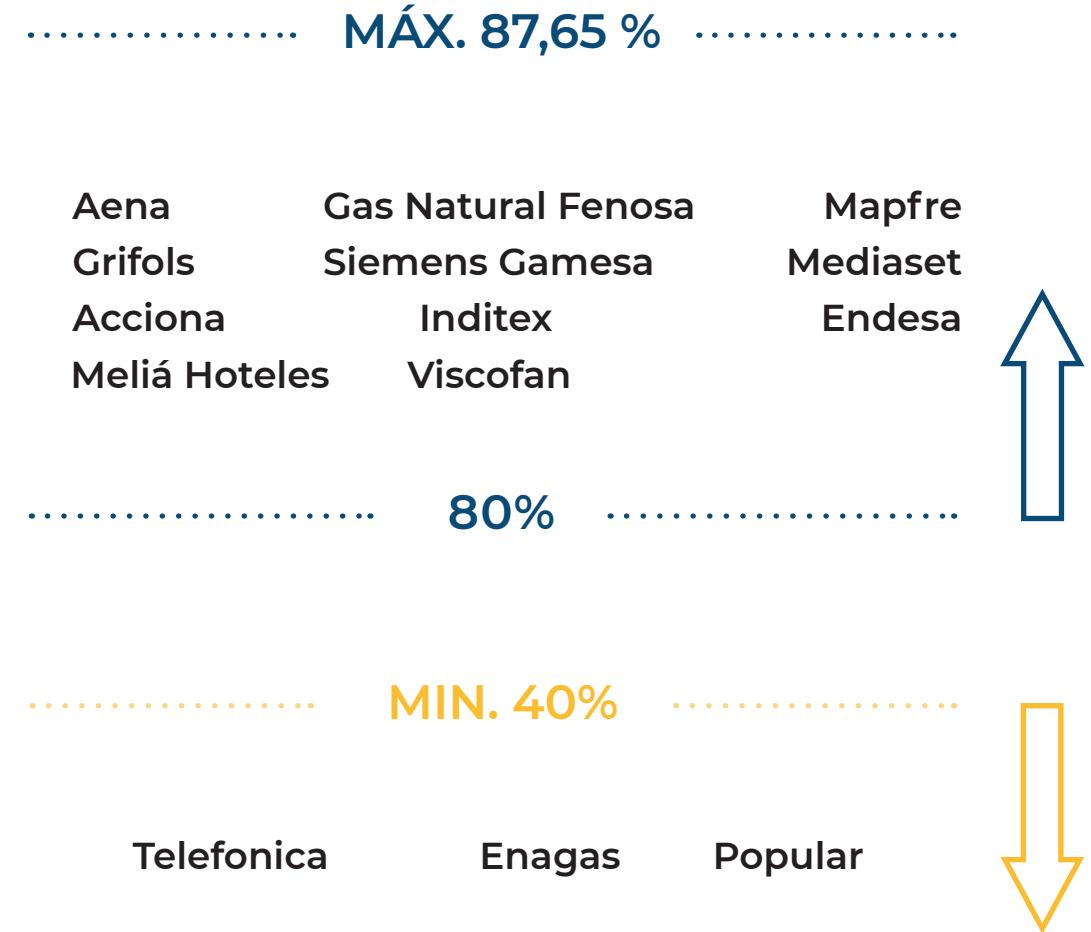 MÁX. 87,65 %
Aena Gas Natural Fenosa Mapfre
Grifols Siemens Gamesa Mediaset
Acciona Inditex Endesa
Meliá Hoteles Viscofan
80%
MIN. 40%
Telefonica Enagas Popular